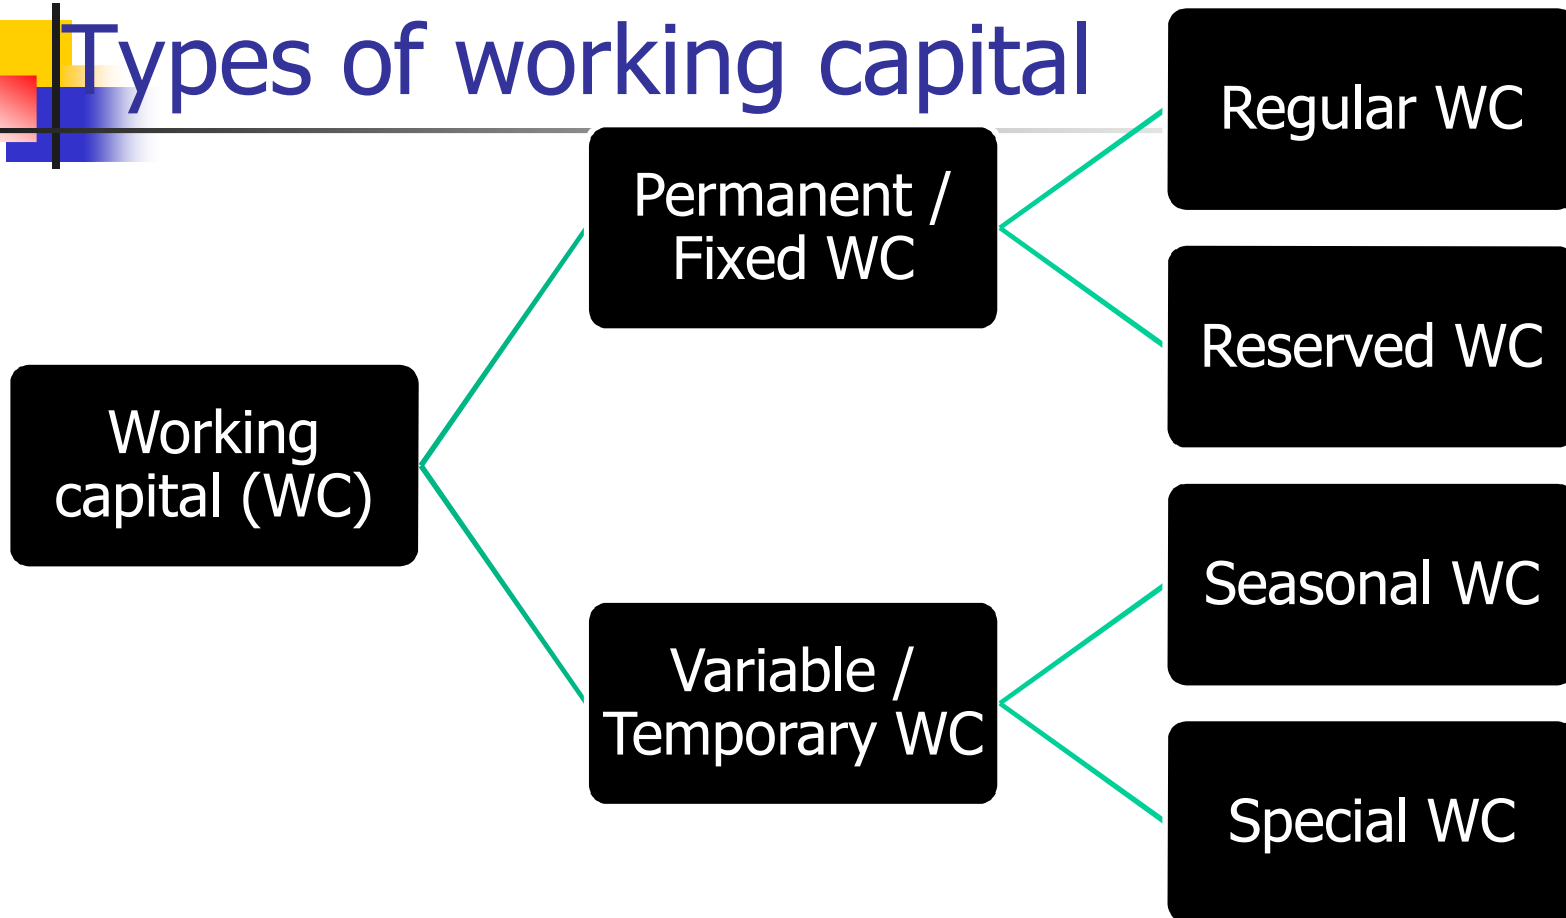 Types of working capital
Regular WC
Permanent /
Fixed WC
Reserved WC
Working
capital (WC)
Seasonal WC
Variable /
Temporary WC
Special WC